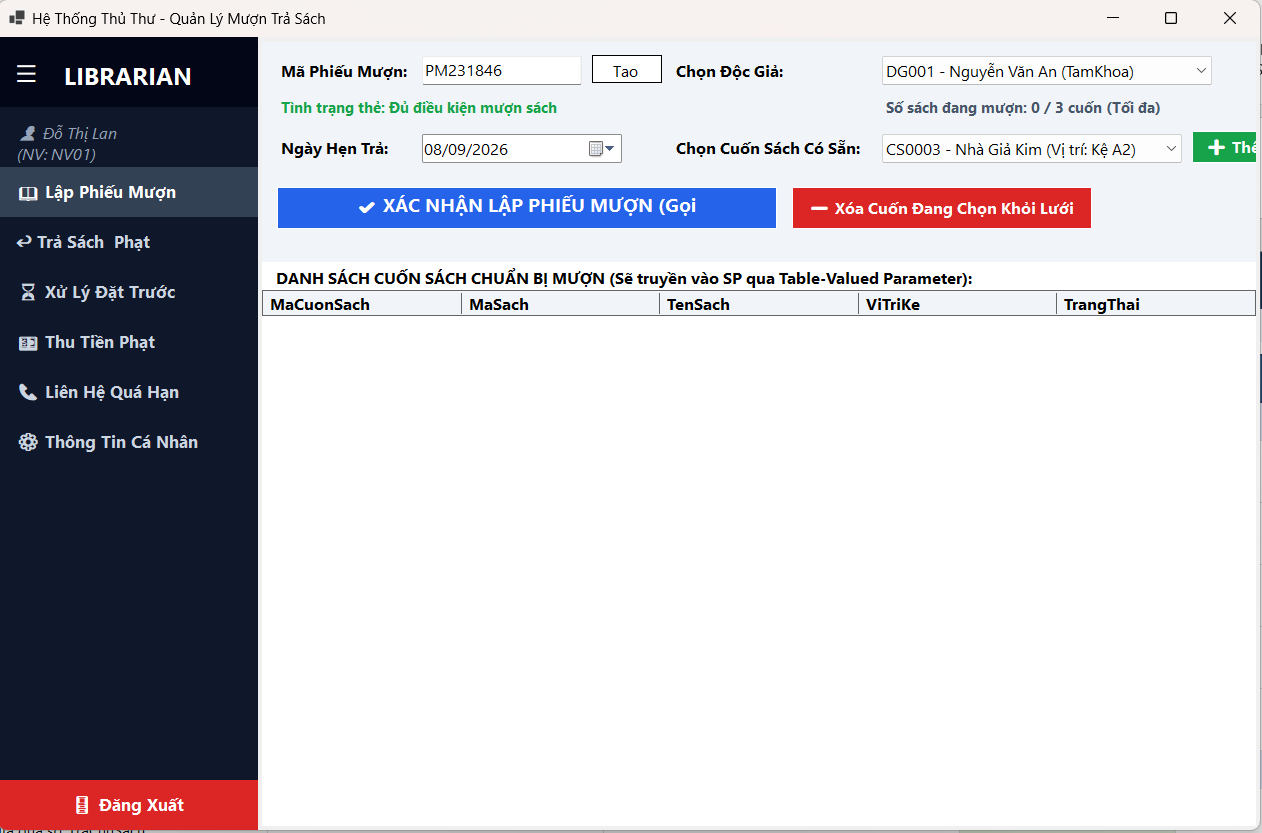 Hệ Thống Thủ Thư - Quản Lý Mượn Trả Sách
LIBRARIAN
Đỗ Thị Lan
(NV: NV01)
Lập Phiếu Mượn
Trả Sách Phạt
Xử Lý Đặt Trước
Thu Tiền Phạt
Liên Hệ Quá Hạn
Thông Tin Cá Nhân
Đăng Xuất
Mã Phiếu Mượn: PM231846 Tao Chọn Độc Giả: DG001 - Nguyễn Văn An (TamKhoa)
Tình trạng thẻ: Đủ điều kiện mượn sách Số sách đang mượn: 0 / 3 cuốn (Tối đa)
Ngày Hẹn Trả: 08/09/2026 Chọn Cuốn Sách Có Sẵn: CS0003 - Nhà Giả Kim (Vị trí: Kệ A2)
XÁC NHẬN LẬP PHIẾU MƯỢN (Gọi Xóa Cuốn Đang Chọn Khỏi Lưới
DANH SÁCH CUỐN SÁCH CHUẨN BỊ MƯỢN (Sẽ truyền vào SP qua Table-Valued Parameter):
MaCuonSach MaSach TenSach ViTriKe TrangThai